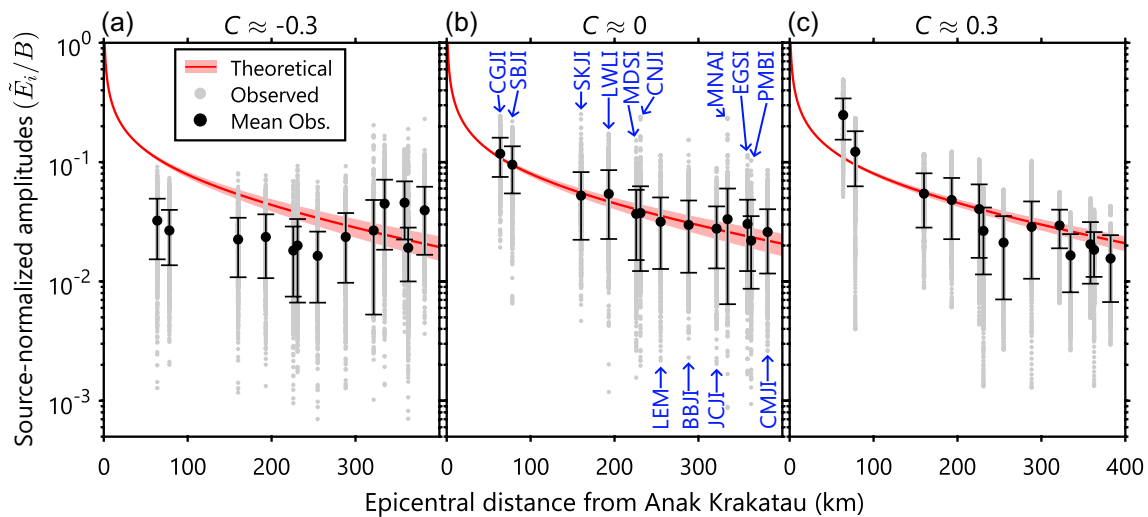 (a) C ≈ -0.3
(b) C ≈ 0
(c) C ≈ 0.3
Source-normalized amplitudes (Ẽᵢ/B)
10⁰
10⁻¹
10⁻²
10⁻³
Theoretical
Observed
Mean Obs.
CGJI
SBJI
SKJI
LWLI
MDSI
CNJI
MNAI
EGSI
PMBI
LEM
BBJI
JCJI
CMJI
0 100 200 300 0 100 200 300 0 100 200 300 400
Epicentral distance from Anak Krakatau (km)